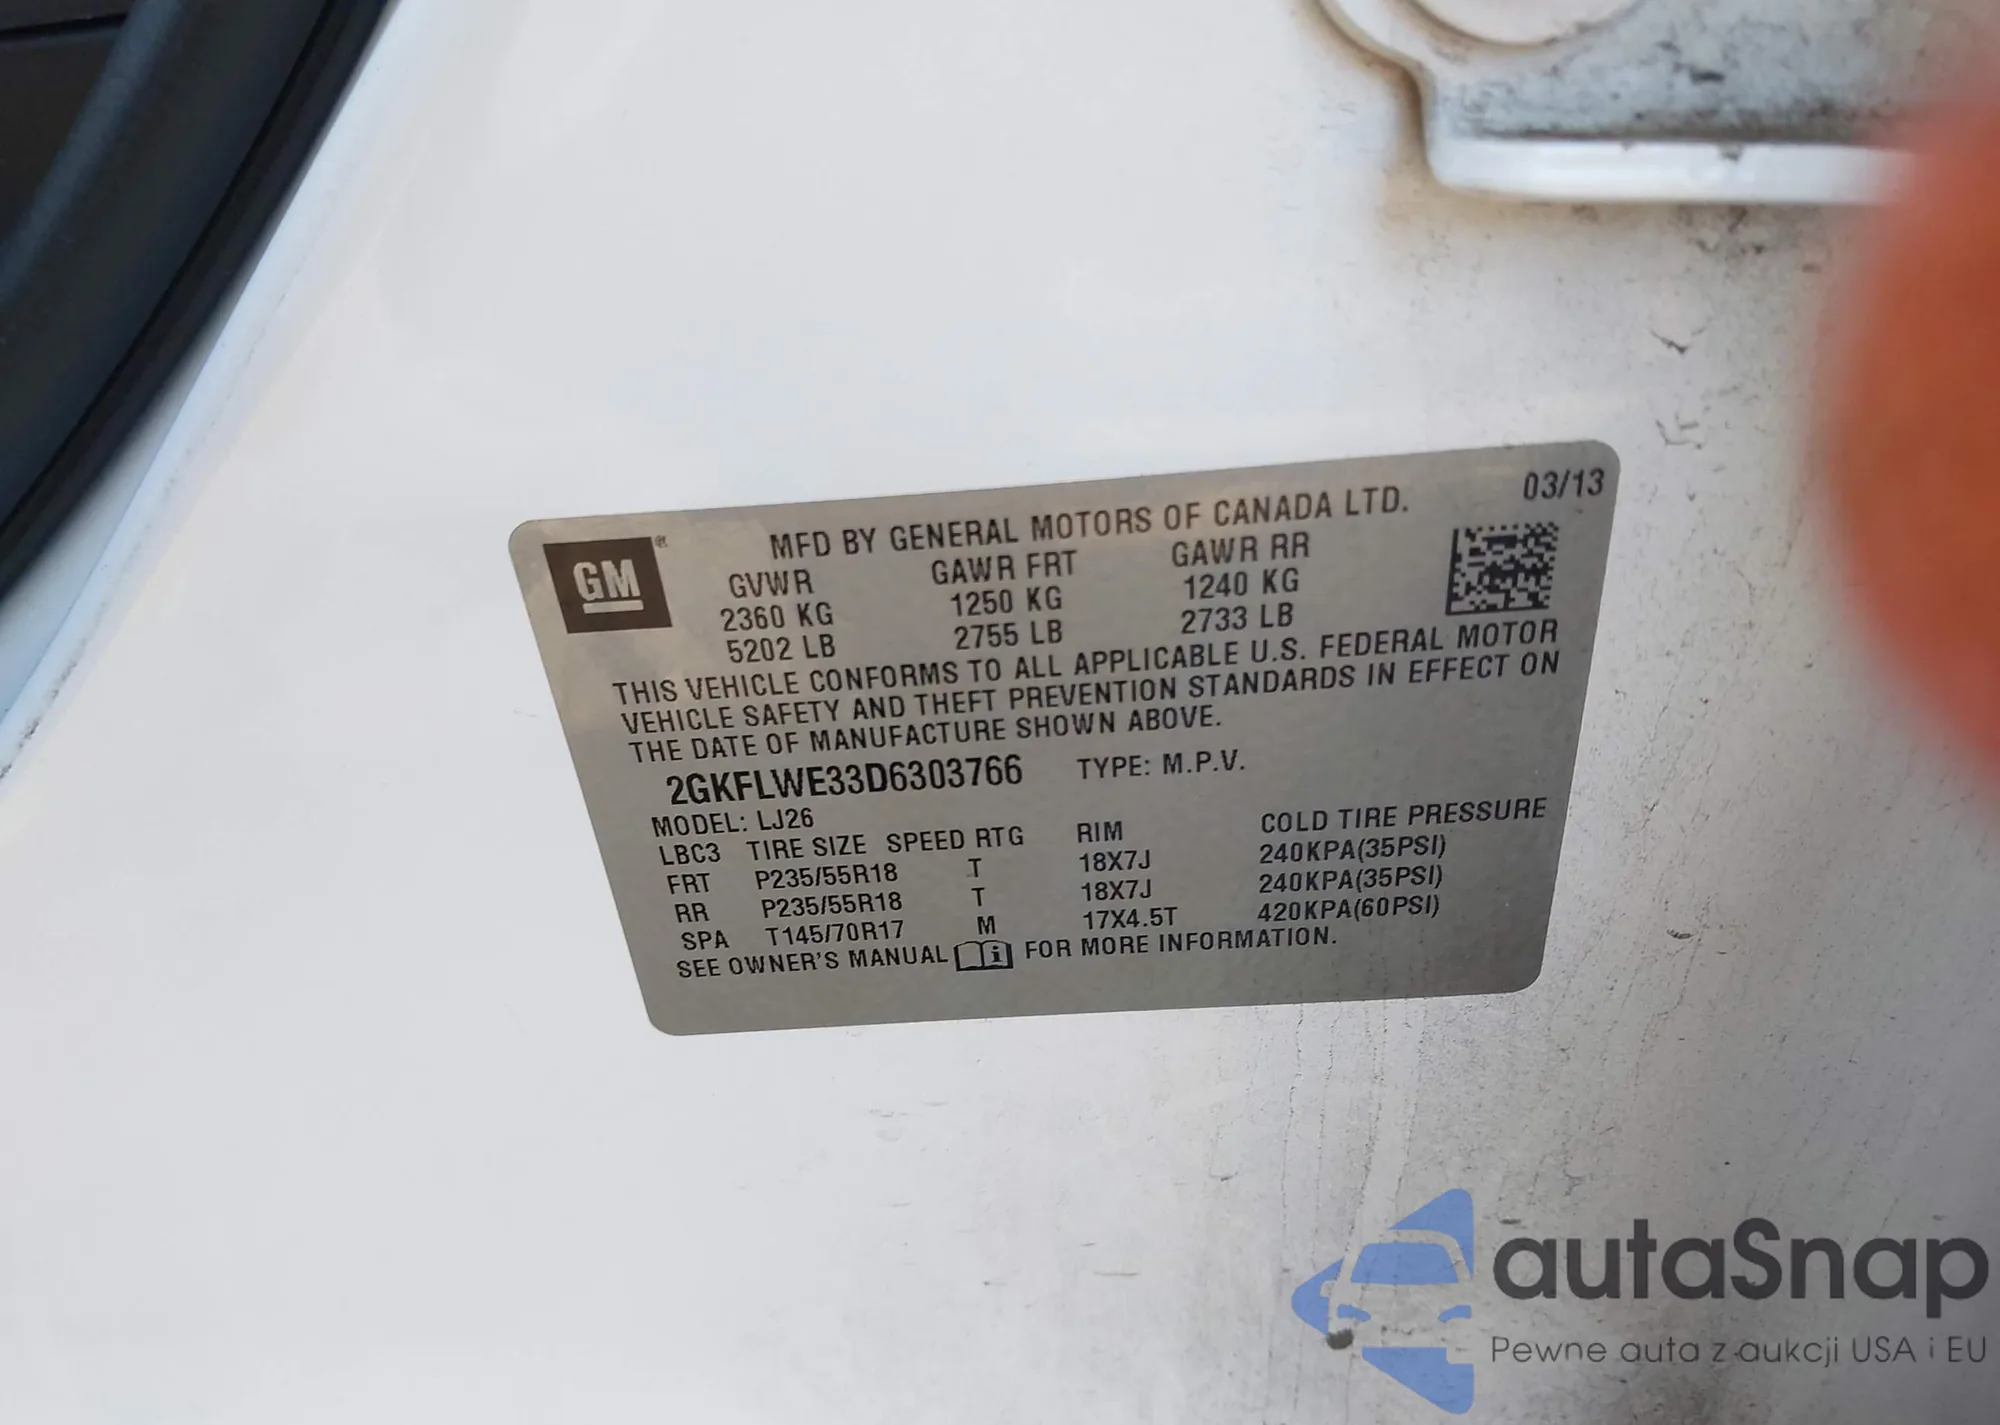 03/13
MFD BY GENERAL MOTORS OF CANADA LTD.
GM®
GVWR GAWR FRT GAWR RR
2360 KG 1250 KG 1240 KG
5202 LB 2755 LB 2733 LB
THIS VEHICLE CONFORMS TO ALL APPLICABLE U.S. FEDERAL MOTOR
VEHICLE SAFETY AND THEFT PREVENTION STANDARDS IN EFFECT ON
THE DATE OF MANUFACTURE SHOWN ABOVE.
2GKFLWE33D6303766 TYPE: M.P.V.
MODEL: LJ26
LBC3 TIRE SIZE SPEED RTG RIM COLD TIRE PRESSURE
FRT P235/55R18 T 18X7J 240KPA(35PSI)
RR P235/55R18 T 18X7J 240KPA(35PSI)
SPA T145/70R17 M 17X4.5T 420KPA(60PSI)
SEE OWNER'S MANUAL i FOR MORE INFORMATION.
autaSnap
Pewne auta z aukcji USA i EU